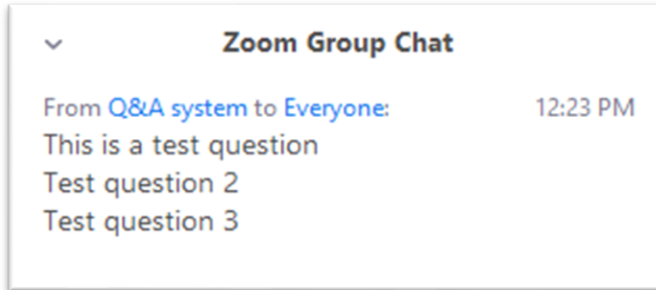 Zoom Group Chat
From Q&A system to Everyone: 12:23 PM
This is a test question
Test question 2
Test question 3